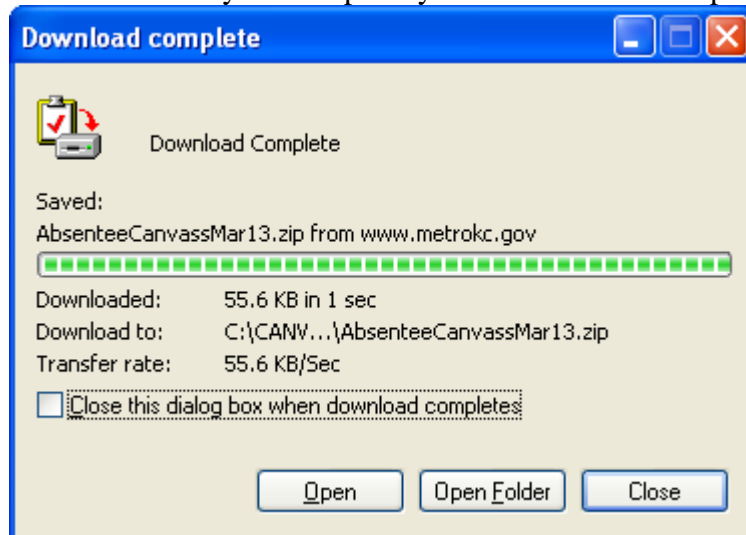 Download complete
Download Complete
Saved:
AbsenteeCanvassMar13.zip from www.metrokc.gov
Downloaded: 55.6 KB in 1 sec
Download to: C:\CANV...\AbsenteeCanvassMar13.zip
Transfer rate: 55.6 KB/Sec
Close this dialog box when download completes
Open Open Folder Close